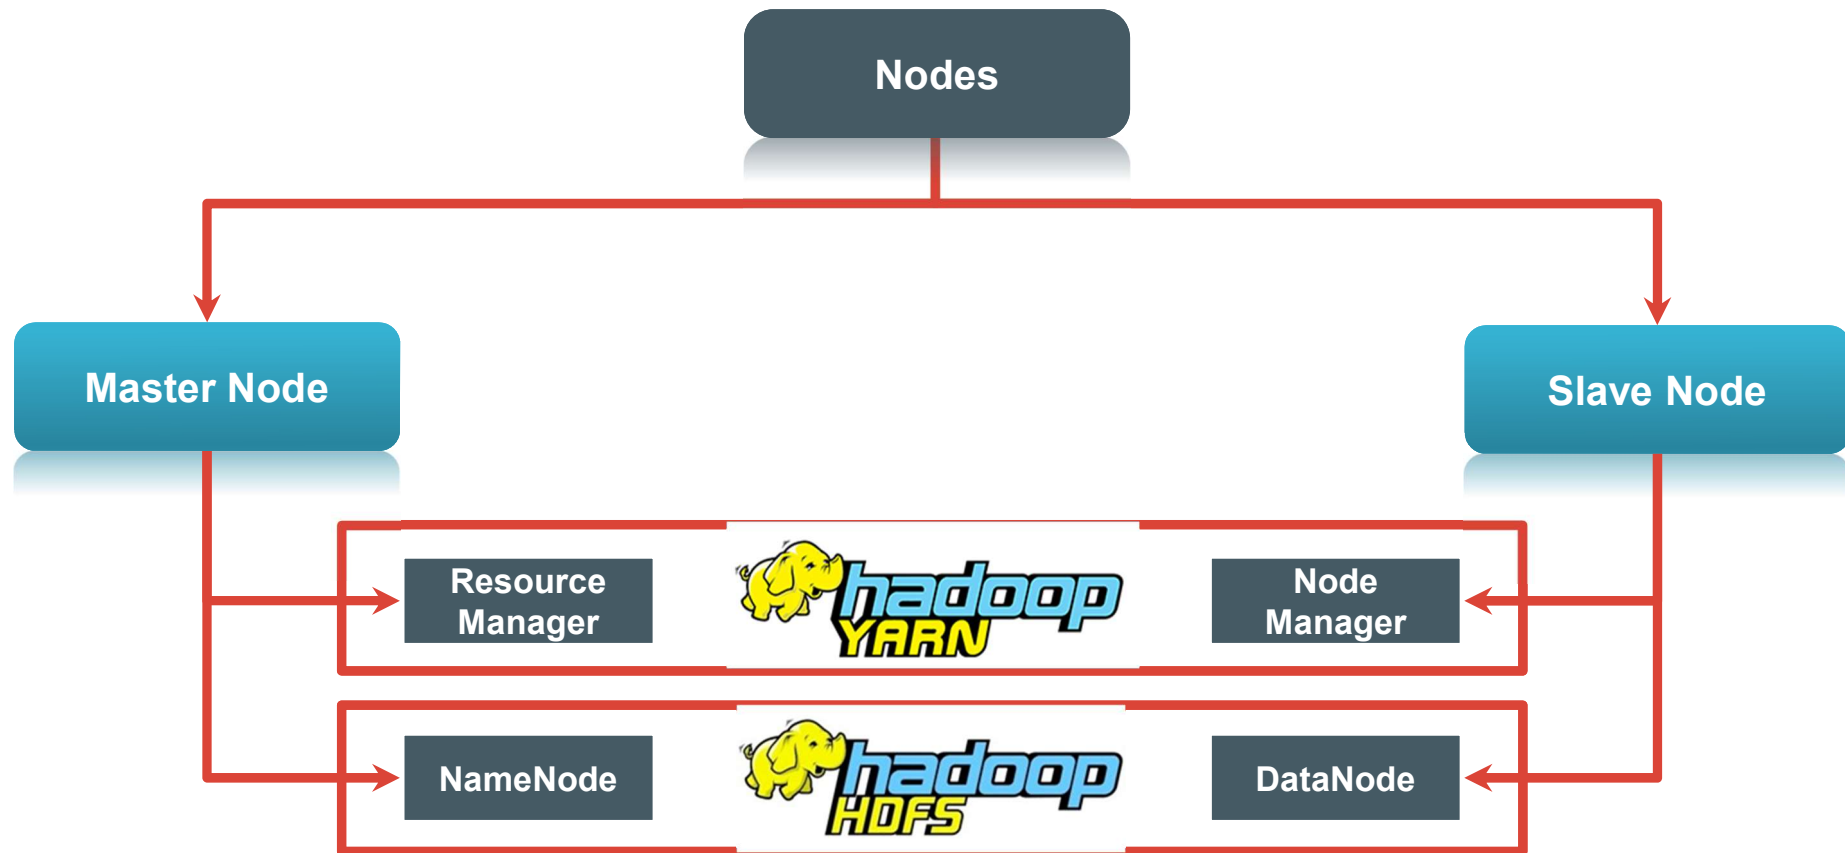 Nodes
Master Node
Slave Node
Resource
Manager
hadoop
YARN
Node
Manager
NameNode
hadoop
HDFS
DataNode